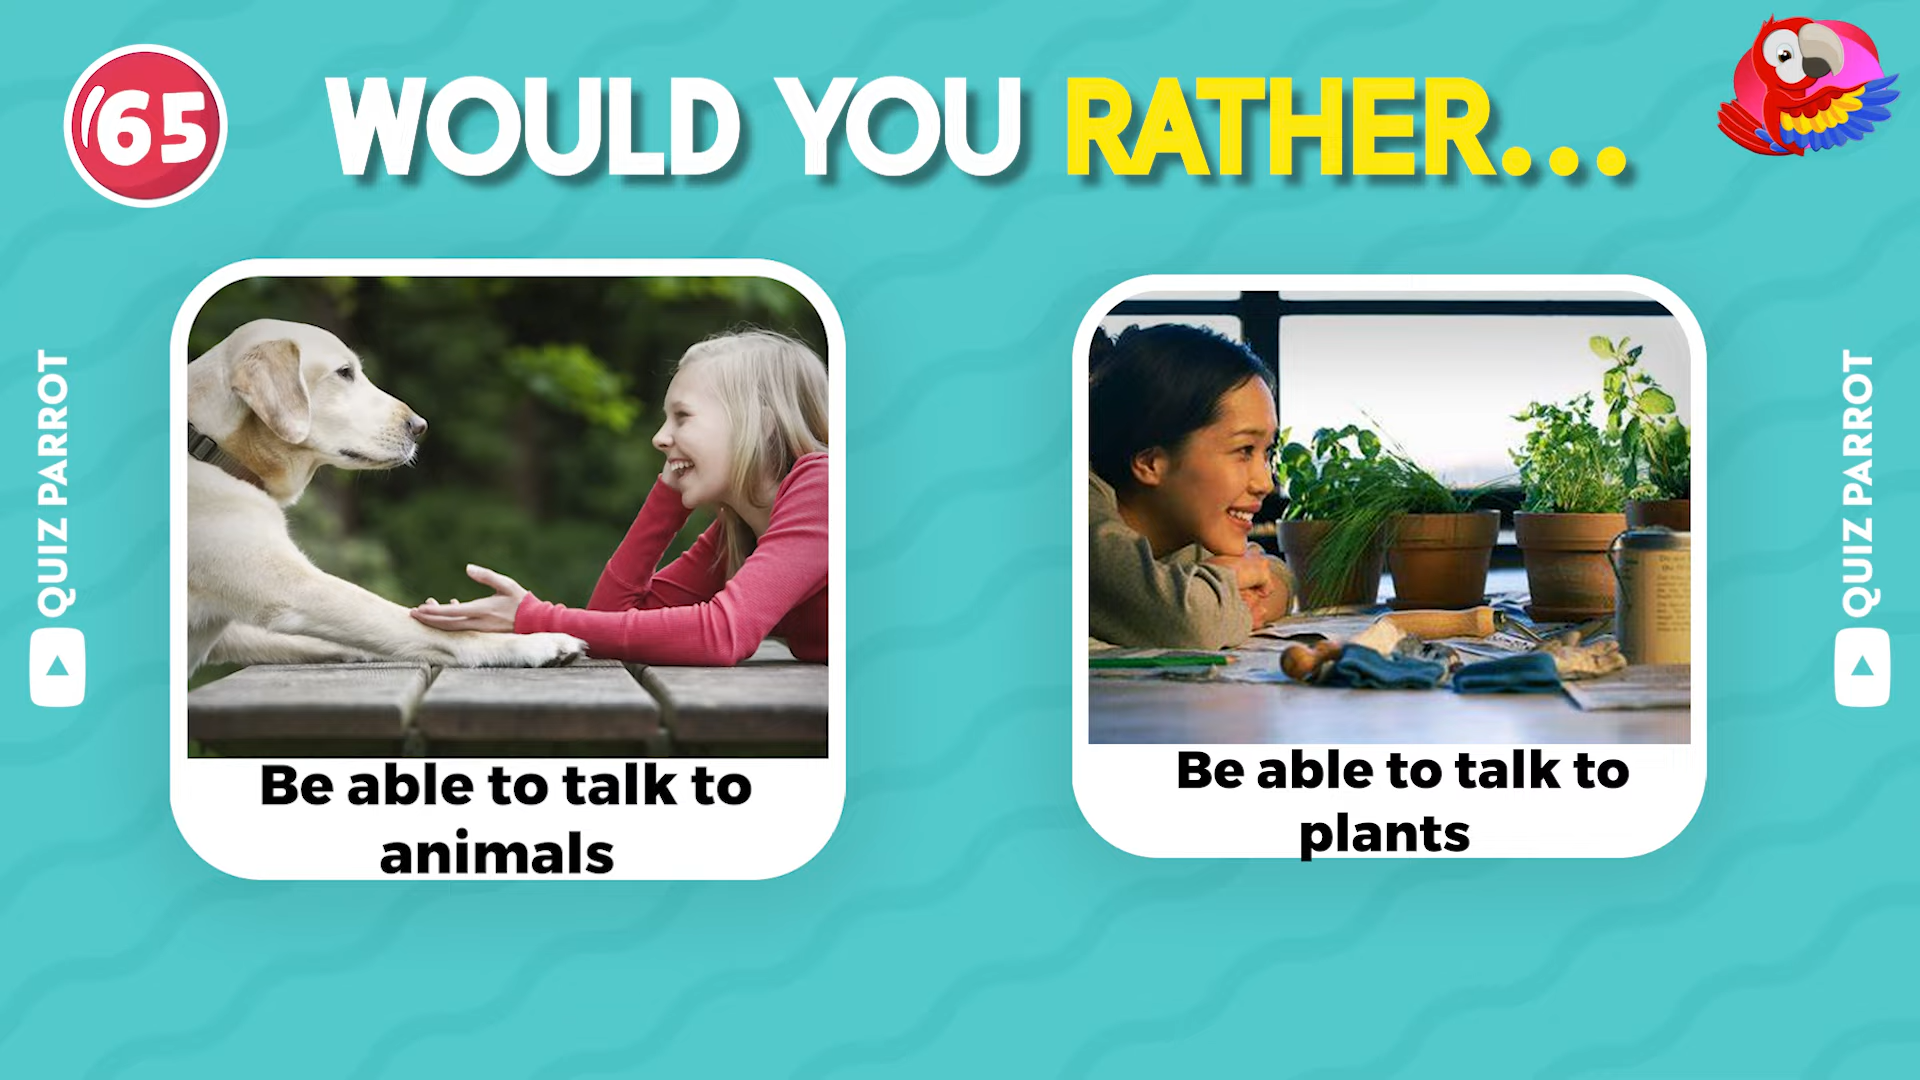 '65
WOULD YOU RATHER...
QUIZ PARROT
Be able to talk to
animals
Be able to talk to
plants
QUIZ PARROT